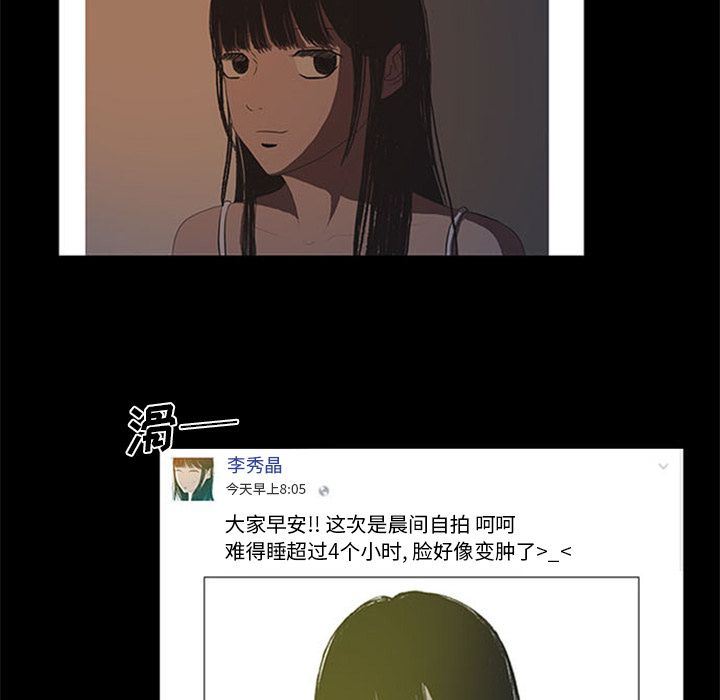 滑——
李秀晶
今天早上8:05
大家早安!! 这次是晨间自拍 呵呵
难得睡超过4个小时, 脸好像变肿了>_<